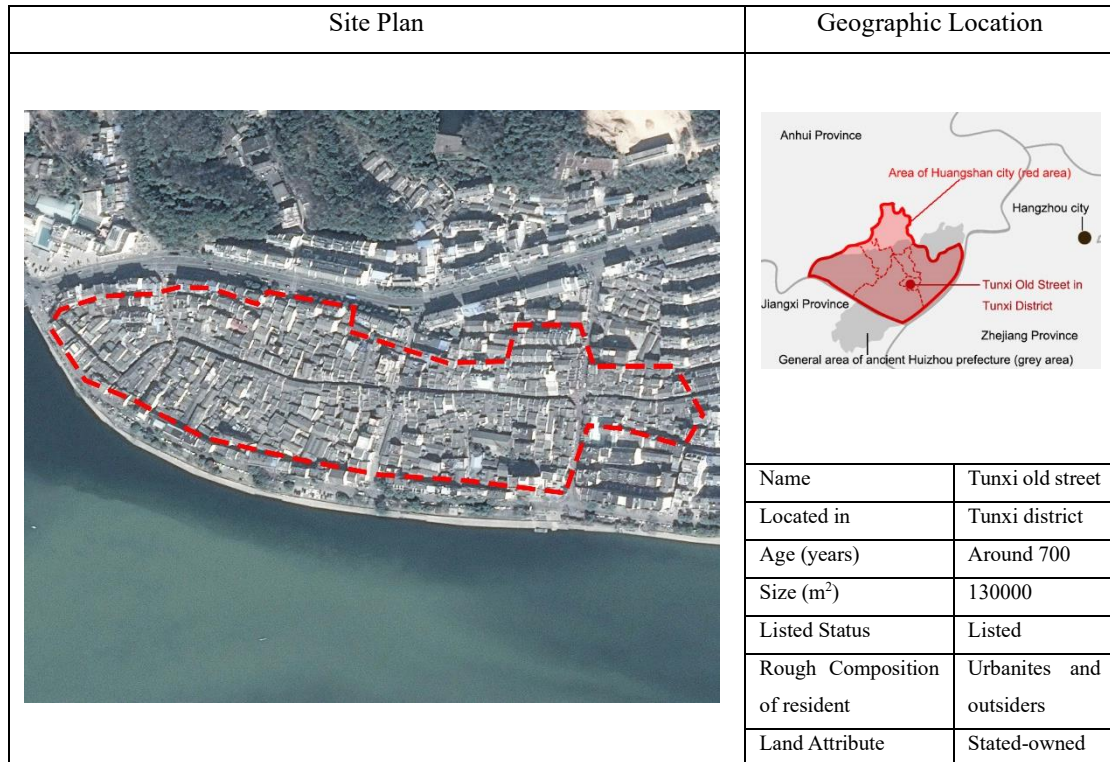 Site Plan
Geographic Location
Anhui Province
Area of Huangshan city (red area)
Hangzhou city
Jiangxi Province
Tunxi Old Street in
Tunxi District
Zhejiang Province
General area of ancient Huizhou prefecture (grey area)
Name Tunxi old street
Located in Tunxi district
Age (years) Around 700
Size (m²) 130000
Listed Status Listed
Rough Composition Urbanites and
of resident outsiders
Land Attribute Stated-owned